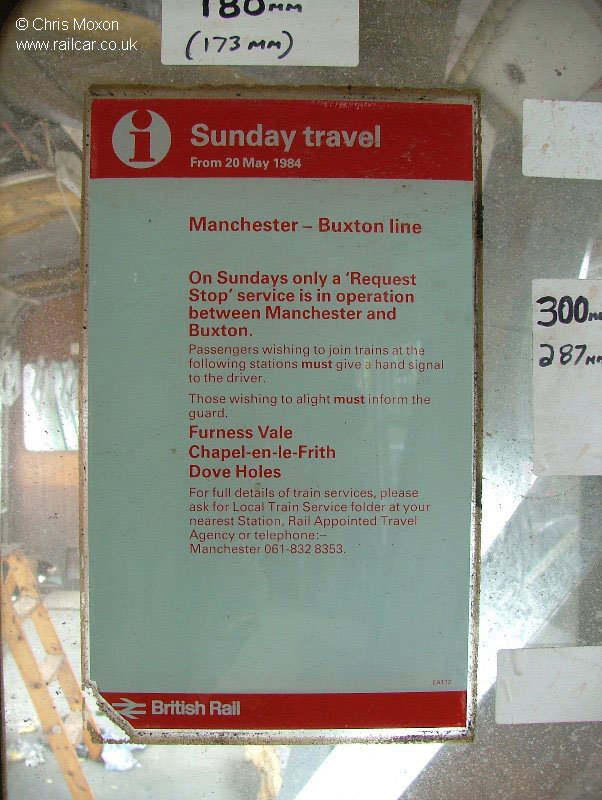 © Chris Moxon
www.railcar.co.uk
180MM
(173 MM)
i Sunday travel
From 20 May 1984
Manchester – Buxton line
On Sundays only a ‘Request
Stop’ service is in operation
between Manchester and
Buxton.
Passengers wishing to join trains at the
following stations must give a hand signal
to the driver.
Those wishing to alight must inform the
guard.
Furness Vale
Chapel-en-le-Frith
Dove Holes
For full details of train services, please
ask for Local Train Service folder at your
nearest Station, Rail Appointed Travel
Agency or telephone:–
Manchester 061-832 8353.
British Rail
300
287